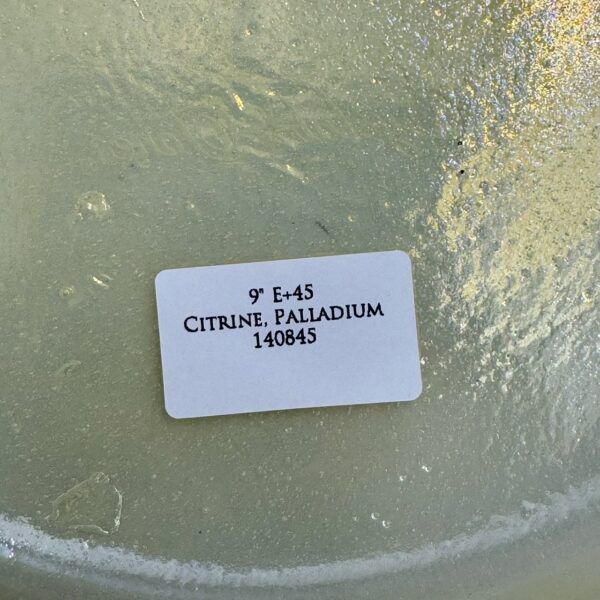 9" E+45
Citrine, Palladium
140845